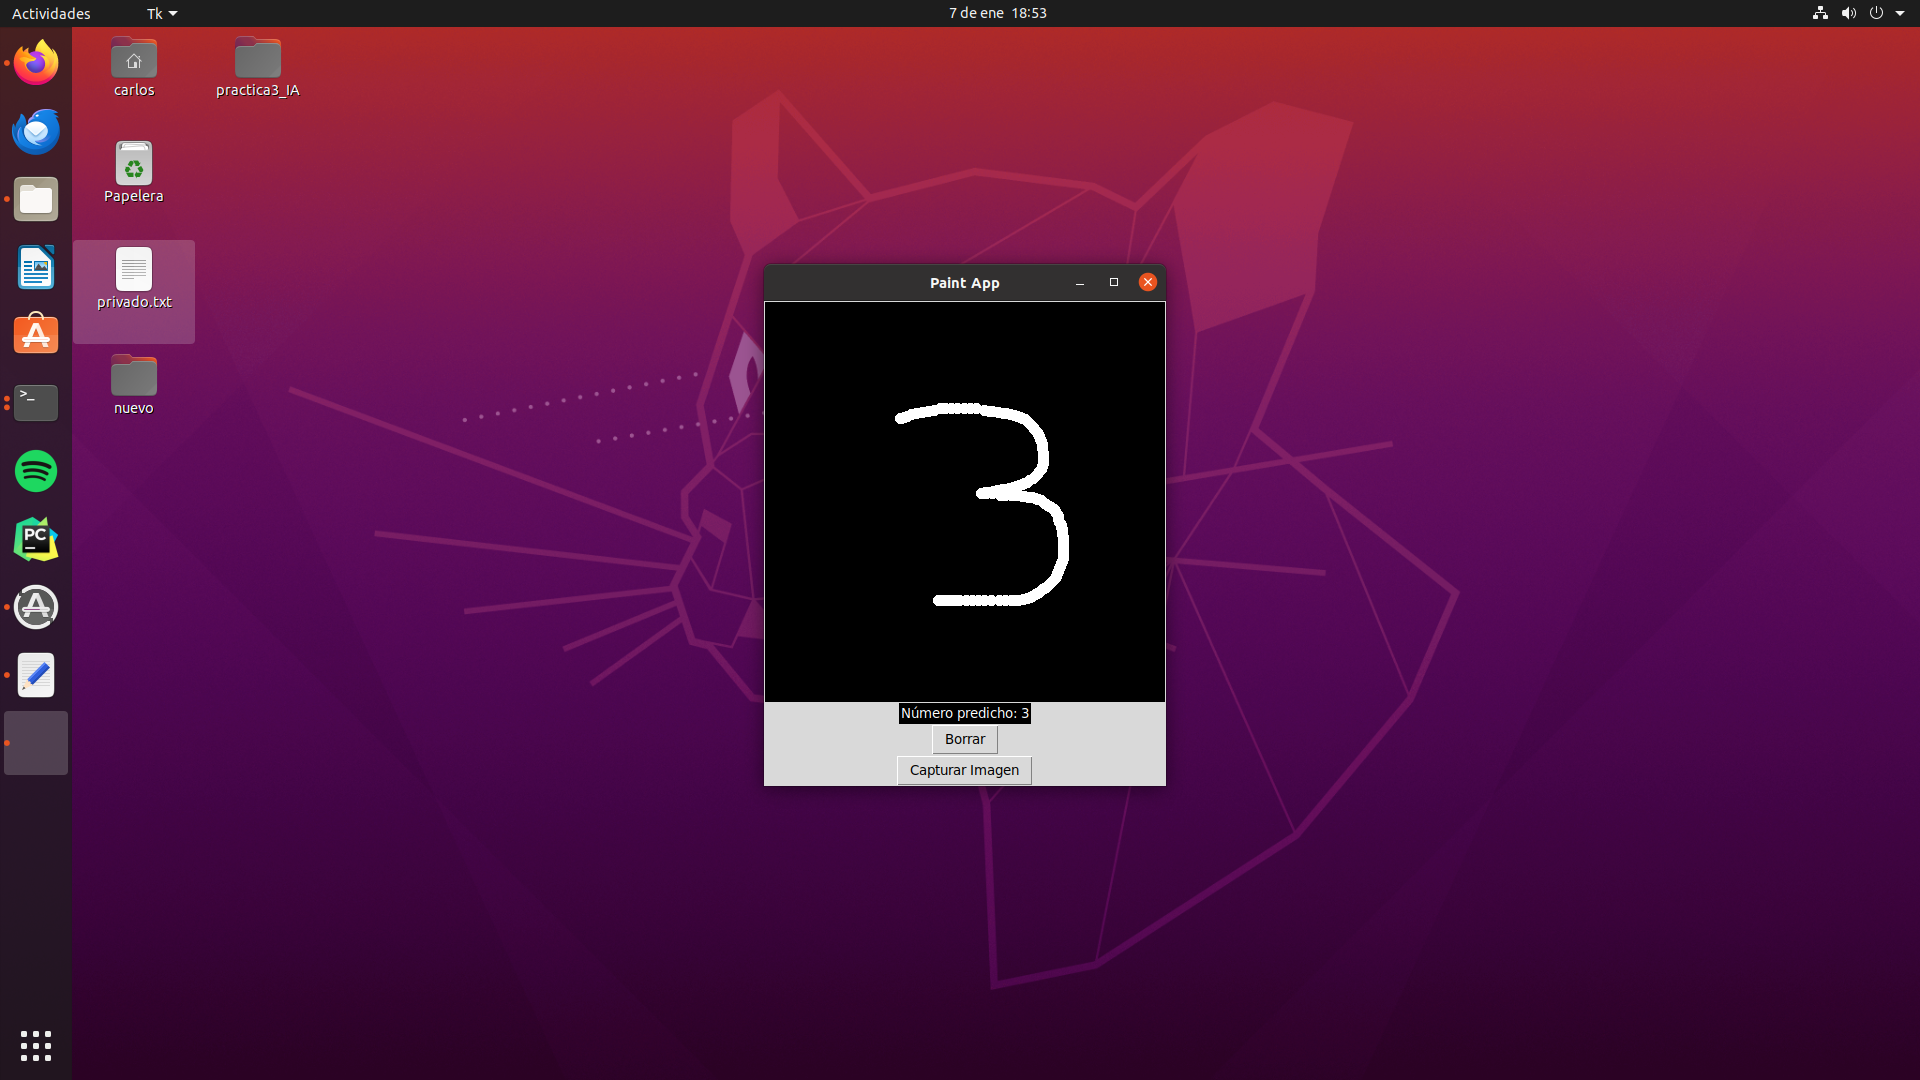 Actividades
Tk
7 de ene 18:53
carlos
practica3_IA
Papelera
privado.txt
nuevo
>_
PC
Paint App
3
Número predicho: 3
Borrar
Capturar Imagen